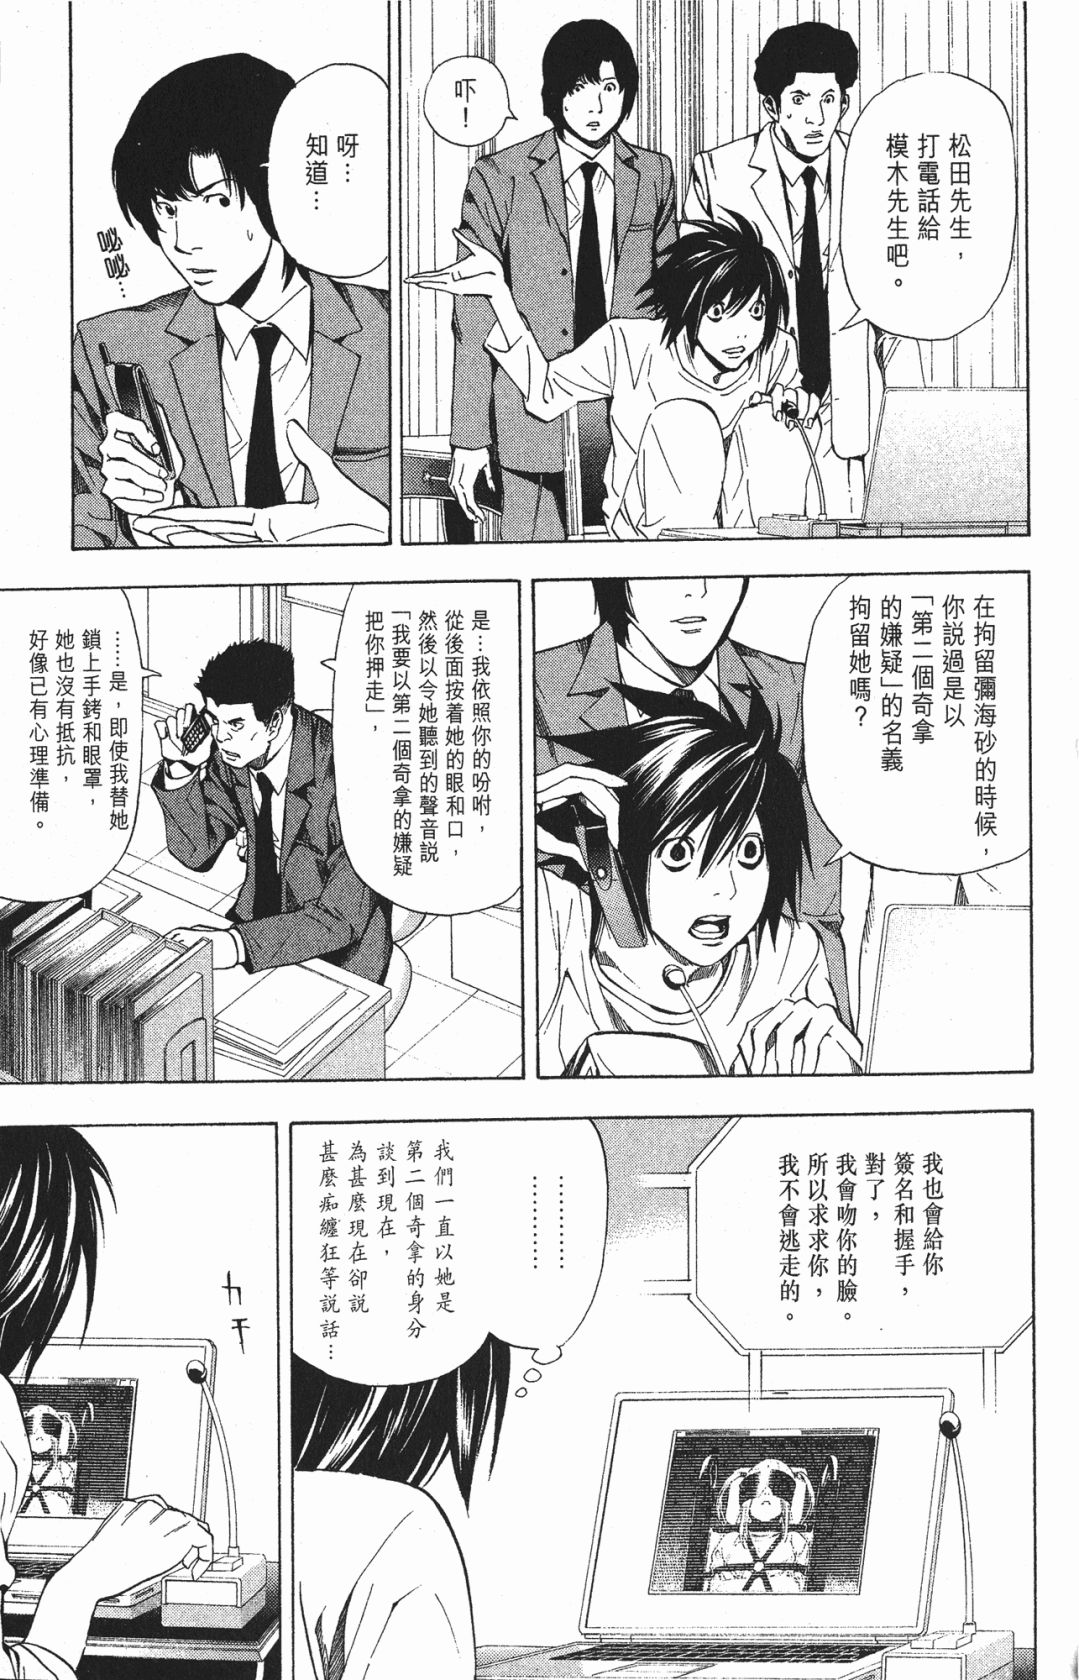 松田先生，
打電話給
模木先生吧。
吓！
呀…
知道…
嗶嗶…
在拘留彌海砂的時候，
你説過是以
「第二個奇拿
的嫌疑」的名義
拘留她嗎？
是…我依照你的吩咐，
從後面按着她的眼和口，
然後以令她聽到的聲音説
「我要以第二個奇拿的嫌疑
把你押走」，
……是，即使我替她
鎖上手銬和眼罩，
她也沒有抵抗，
好像已有心理準備。
我也會給你
簽名和握手，
對了，
我會吻你的臉。
所以求求你，
我不會逃走的。
………
………
我們一直以她是
第二個奇拿的身分
談到現在，
為甚麼現在卻説
甚麼痴纏狂等説話…
カチ